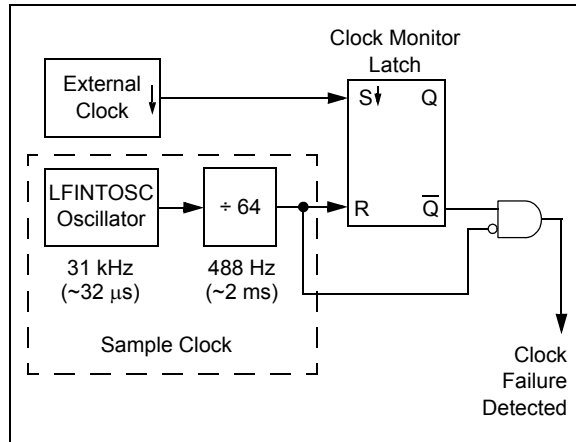 Clock Monitor
Latch
External
Clock
S
Q
LFINTOSC
Oscillator
÷ 64
R
Q̅
31 kHz
(~32 μs)
488 Hz
(~2 ms)
Sample Clock
Clock
Failure
Detected